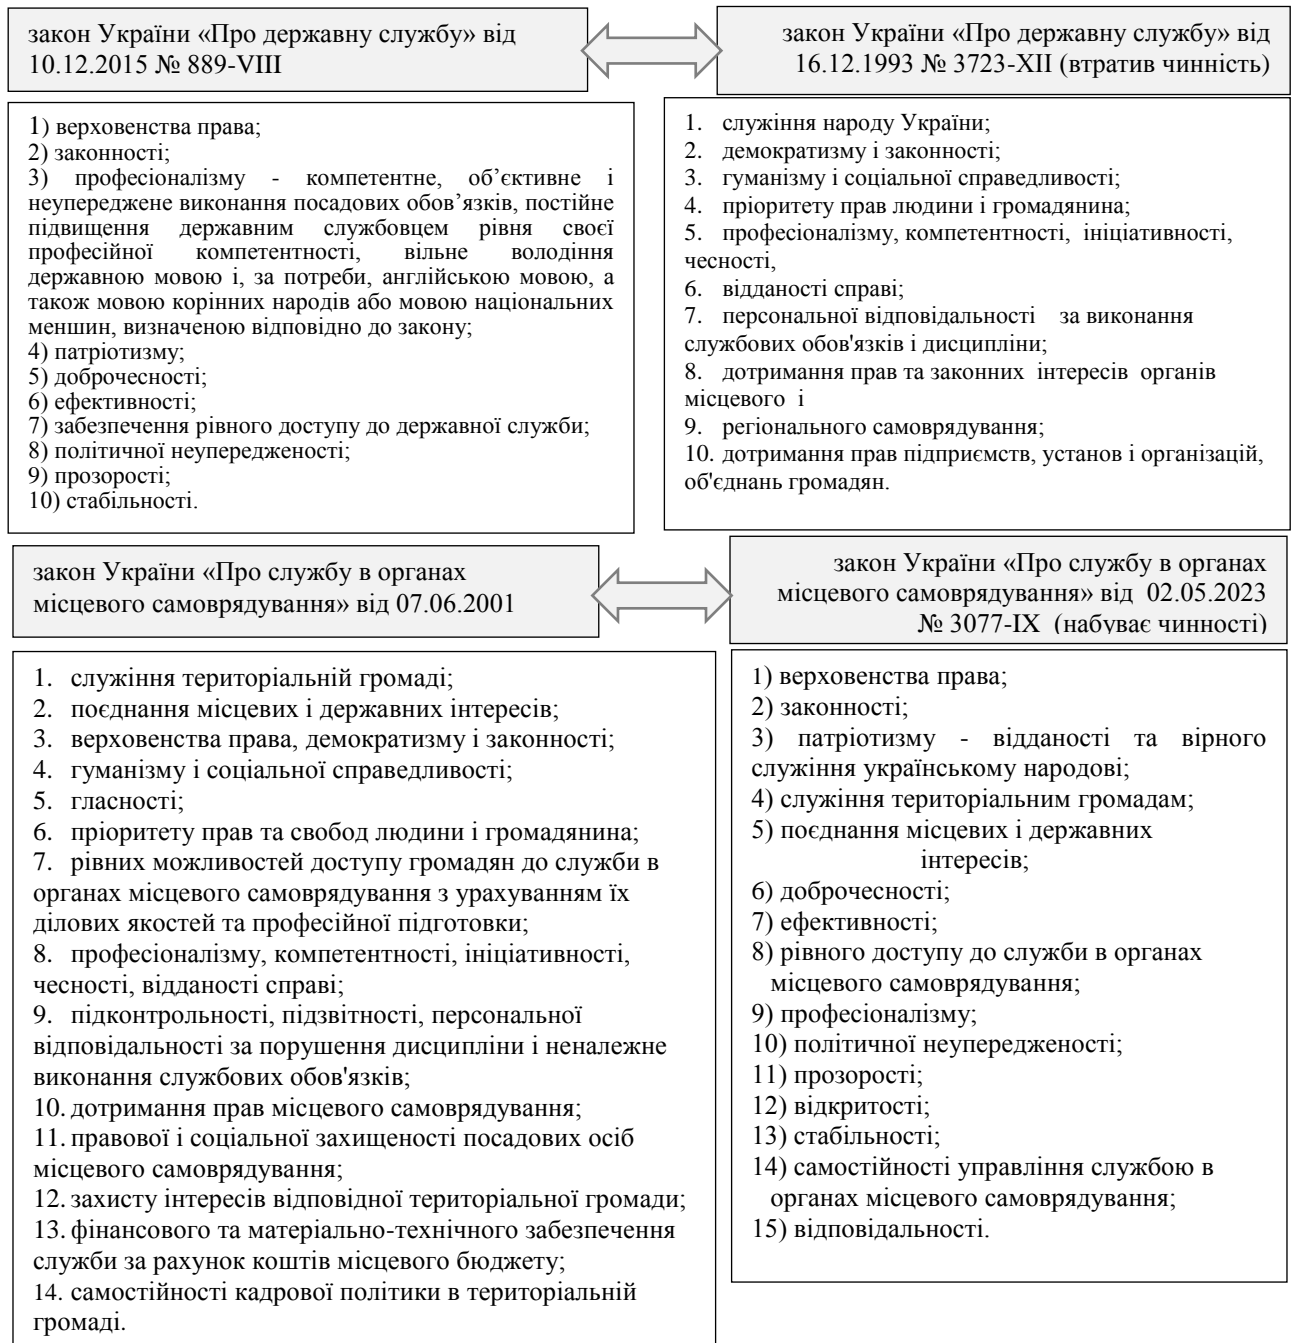 закон України «Про державну службу» від
10.12.2015 № 889-VIII
закон України «Про державну службу» від
16.12.1993 № 3723-XII (втратив чинність)
1) верховенства права;
2) законності;
3) професіоналізму - компетентне, об’єктивне і
неупереджене виконання посадових обов’язків, постійне
підвищення державним службовцем рівня своєї
професійної компетентності, вільне володіння
державною мовою і, за потреби, англійською мовою, а
також мовою корінних народів або мовою національних
меншин, визначеною відповідно до закону;
4) патріотизму;
5) доброчесності;
6) ефективності;
7) забезпечення рівного доступу до державної служби;
8) політичної неупередженості;
9) прозорості;
10) стабільності.
1. служіння народу України;
2. демократизму і законності;
3. гуманізму і соціальної справедливості;
4. пріоритету прав людини і громадянина;
5. професіоналізму, компетентності, ініціативності,
чесності,
6. відданості справі;
7. персональної відповідальності за виконання
службових обов'язків і дисципліни;
8. дотримання прав та законних інтересів органів
місцевого і
9. регіонального самоврядування;
10. дотримання прав підприємств, установ і організацій,
об'єднань громадян.
закон України «Про службу в органах
місцевого самоврядування» від 07.06.2001
закон України «Про службу в органах
місцевого самоврядування» від 02.05.2023
№ 3077-IX (набуває чинності)
1. служіння територіальній громаді;
2. поєднання місцевих і державних інтересів;
3. верховенства права, демократизму і законності;
4. гуманізму і соціальної справедливості;
5. гласності;
6. пріоритету прав та свобод людини і громадянина;
7. рівних можливостей доступу громадян до служби в
органах місцевого самоврядування з урахуванням їх
ділових якостей та професійної підготовки;
8. професіоналізму, компетентності, ініціативності,
чесності, відданості справі;
9. підконтрольності, підзвітності, персональної
відповідальності за порушення дисципліни і неналежне
виконання службових обов'язків;
10. дотримання прав місцевого самоврядування;
11. правової і соціальної захищеності посадових осіб
місцевого самоврядування;
12. захисту інтересів відповідної територіальної громади;
13. фінансового та матеріально-технічного забезпечення
служби за рахунок коштів місцевого бюджету;
14. самостійності кадрової політики в територіальній
громаді.
1) верховенства права;
2) законності;
3) патріотизму - відданості та вірного
служіння українському народові;
4) служіння територіальним громадам;
5) поєднання місцевих і державних
інтересів;
6) доброчесності;
7) ефективності;
8) рівного доступу до служби в органах
місцевого самоврядування;
9) професіоналізму;
10) політичної неупередженості;
11) прозорості;
12) відкритості;
13) стабільності;
14) самостійності управління службою в
органах місцевого самоврядування;
15) відповідальності.